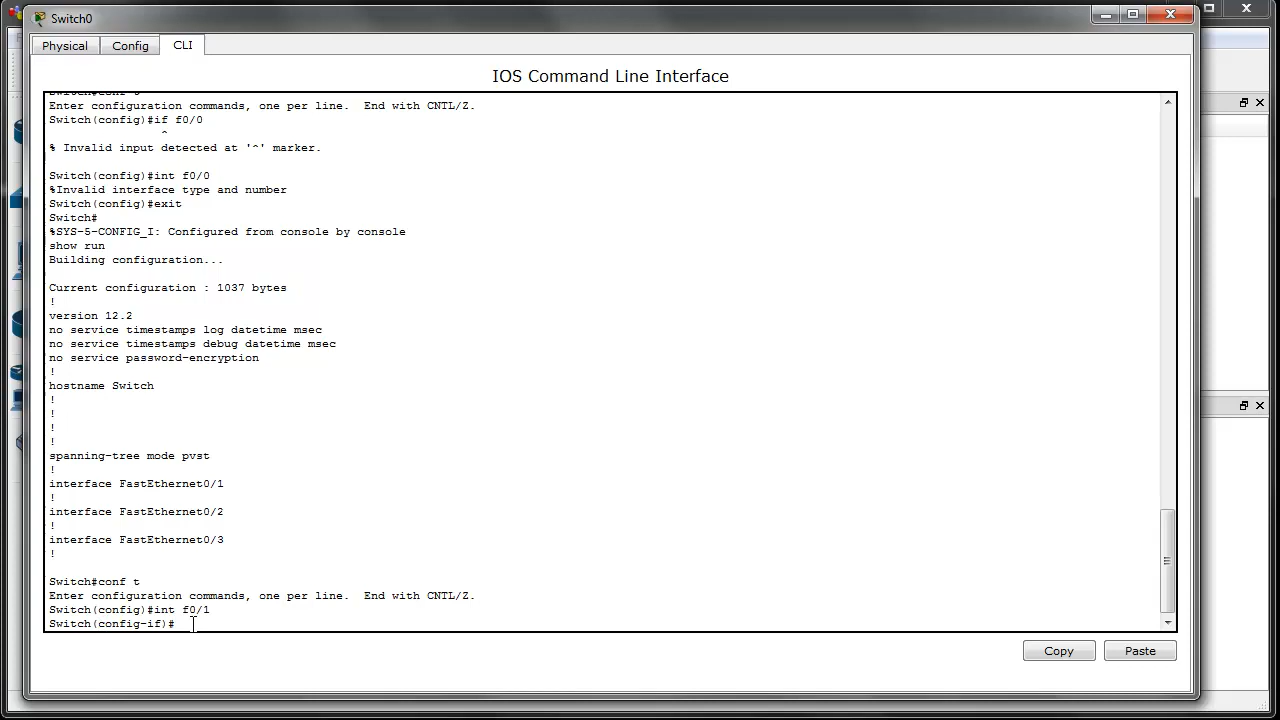 Switch0
Physical Config CLI
IOS Command Line Interface
Enter configuration commands, one per line.  End with CNTL/Z.
Switch(config)#if f0/0
^
% Invalid input detected at '^' marker.
Switch(config)#int f0/0
%Invalid interface type and number
Switch(config)#exit
Switch#
%SYS-5-CONFIG_I: Configured from console by console
show run
Building configuration...
Current configuration : 1037 bytes
!
version 12.2
no service timestamps log datetime msec
no service timestamps debug datetime msec
no service password-encryption
!
hostname Switch
!
!
!
!
spanning-tree mode pvst
!
interface FastEthernet0/1
!
interface FastEthernet0/2
!
interface FastEthernet0/3
!
Switch#conf t
Enter configuration commands, one per line.  End with CNTL/Z.
Switch(config)#int f0/1
Switch(config-if)#
Copy Paste